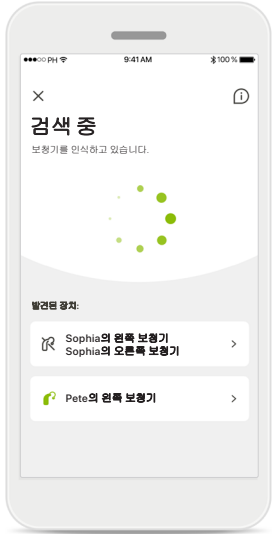 PH 9:41 AM 100 %
검색 중
보청기를 인식하고 있습니다.
발견된 장치:
Sophia의 왼쪽 보청기
Sophia의 오른쪽 보청기
Pete의 왼쪽 보청기